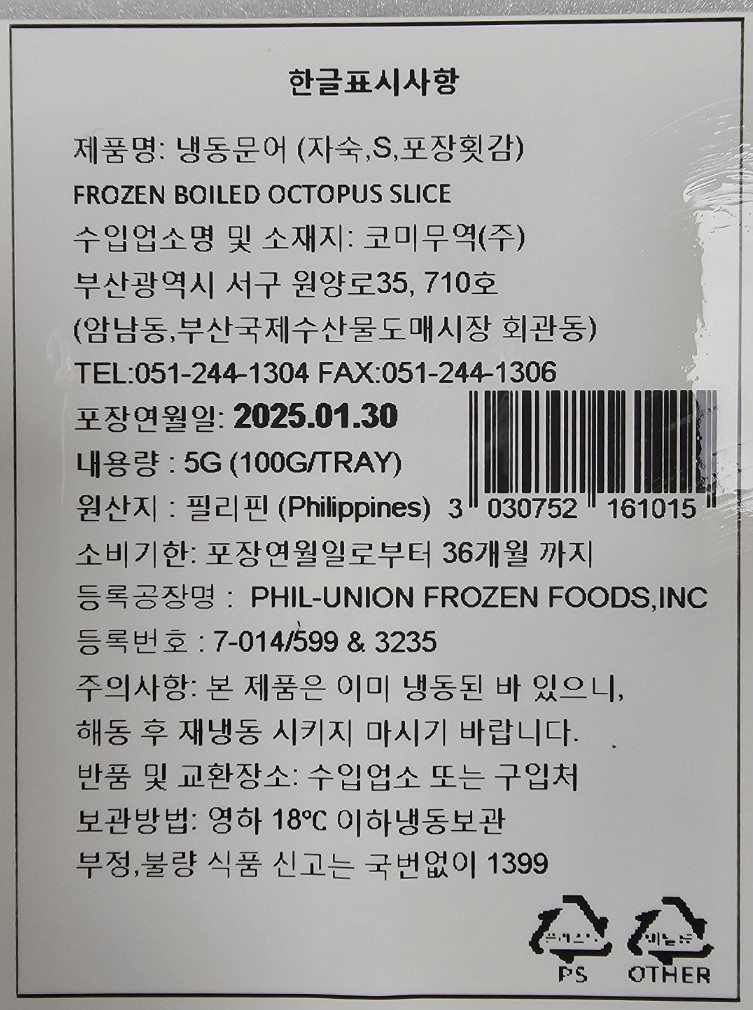 한글표시사항
제품명: 냉동문어 (자숙,S,포장횟감)
FROZEN BOILED OCTOPUS SLICE
수입업소명 및 소재지: 코미무역(주)
부산광역시 서구 원양로35, 710호
(암남동,부산국제수산물도매시장 회관동)
TEL:051-244-1304 FAX:051-244-1306
포장연월일: 2025.01.30
내용량 : 5G (100G/TRAY)
원산지 : 필리핀 (Philippines)
3 030752 161015
소비기한: 포장연월일로부터 36개월 까지
등록공장명 : PHIL-UNION FROZEN FOODS,INC
등록번호 : 7-014/599 & 3235
주의사항: 본 제품은 이미 냉동된 바 있으니,
해동 후 재냉동 시키지 마시기 바랍니다.
반품 및 교환장소: 수입업소 또는 구입처
보관방법: 영하 18℃ 이하냉동보관
부정,불량 식품 신고는 국번없이 1399
PS OTHER